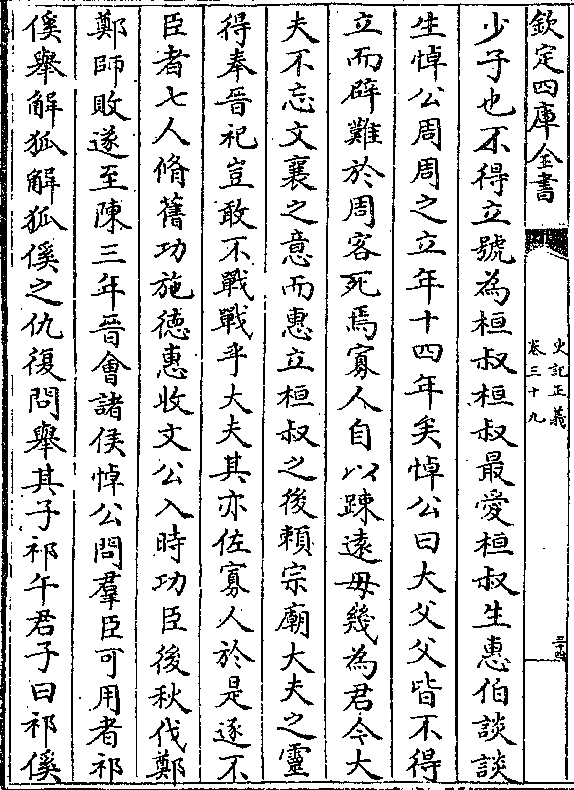 欽定四庫全書
史記正義
卷三十九
三十四
少子也不得立號為桓叔桓叔最愛桓叔生惠伯談談
生悼公周周之立年十四年矣悼公曰大父父皆不得
立而辟難於周客死焉寡人自以踈遠毋幾為君今大
夫不忘文襄之意而惠立桓叔之後頼宗廟大夫之靈
得奉晉祀豈敢不戰戰乎大夫其亦佐寡人於是逐不
臣者七人脩舊功施德惠收文公入時功臣後秋伐鄭
鄭師敗遂至陳三年晉會諸侯悼公問羣臣可用者祁
傒舉解狐解狐傒之仇復問舉其子祁午君子曰祁傒